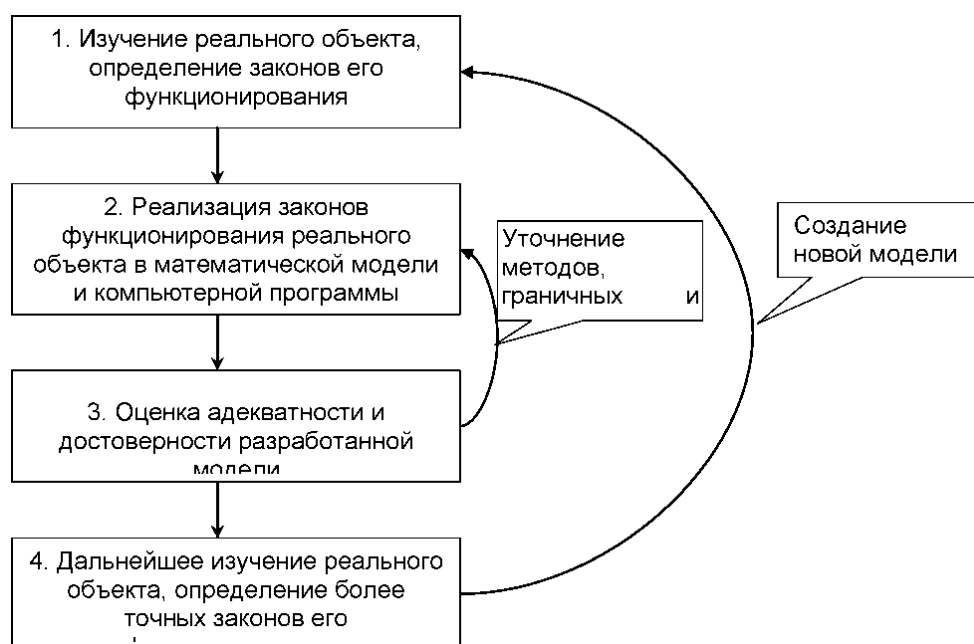 1. Изучение реального объекта,
определение законов его
функционирования
2. Реализация законов
функционирования реального
объекта в математической модели
и компьютерной программы
Уточнение
методов,
граничных и
Создание
новой модели
3. Оценка адекватности и
достоверности разработанной
модели
4. Дальнейшее изучение реального
объекта, определение более
точных законов его